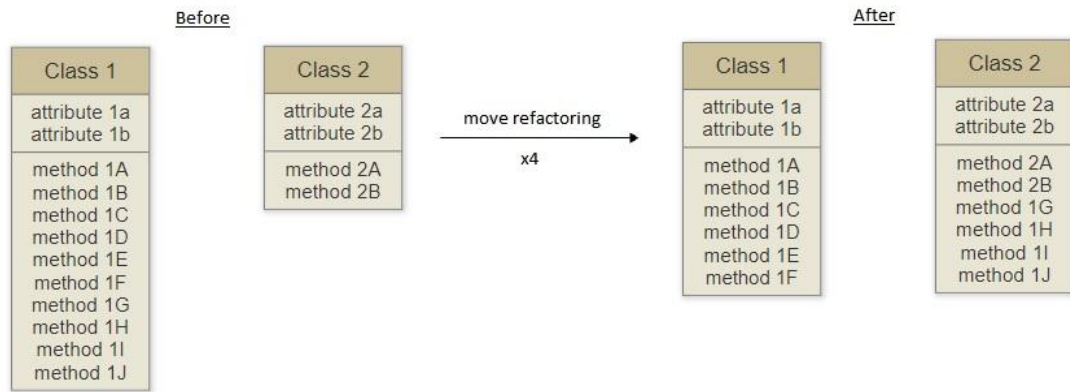 Before
Class 1
attribute 1a
attribute 1b
method 1A
method 1B
method 1C
method 1D
method 1E
method 1F
method 1G
method 1H
method 1I
method 1J
Class 2
attribute 2a
attribute 2b
method 2A
method 2B
move refactoring
x4
After
Class 1
attribute 1a
attribute 1b
method 1A
method 1B
method 1C
method 1D
method 1E
method 1F
Class 2
attribute 2a
attribute 2b
method 2A
method 2B
method 1G
method 1H
method 1I
method 1J